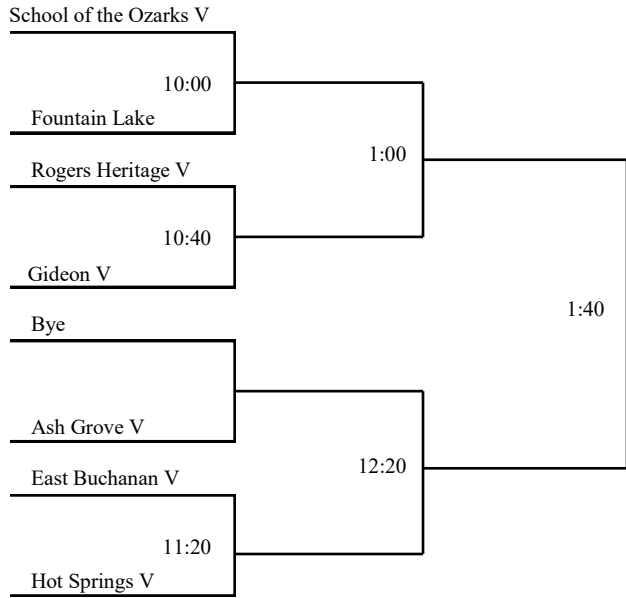 School of the Ozarks V
10:00
Fountain Lake
1:00
Rogers Heritage V
10:40
Gideon V
1:40
Bye
Ash Grove V
12:20
East Buchanan V
11:20
Hot Springs V